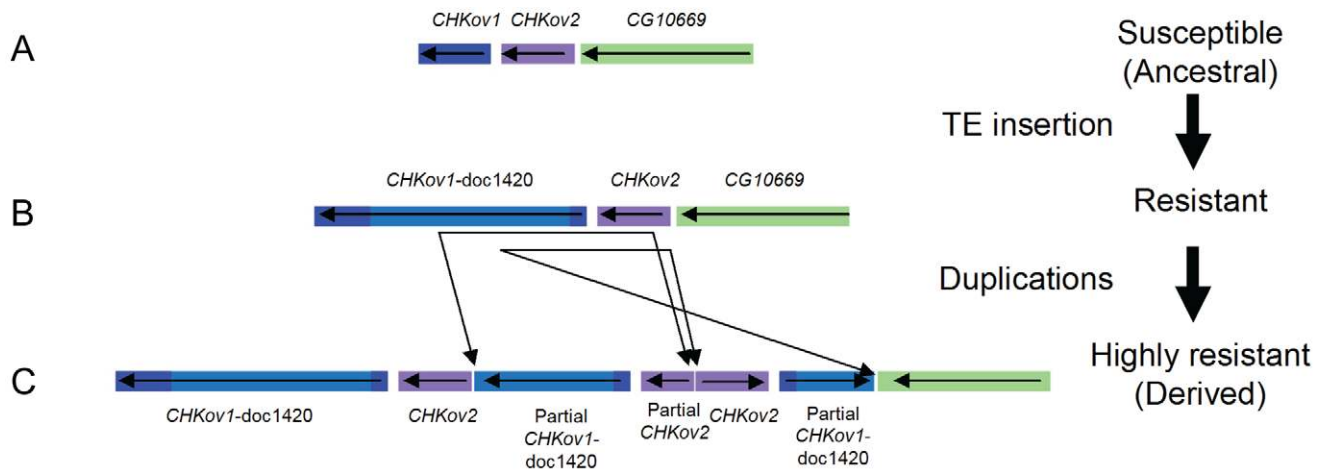 A
CHKov1 CHKov2 CG10669
Susceptible
(Ancestral)
TE insertion
B
CHKov1-doc1420 CHKov2 CG10669
Resistant
Duplications
C
Highly resistant
(Derived)
CHKov1-doc1420
CHKov2
Partial
CHKov1-
doc1420
Partial
CHKov2
CHKov2
Partial
CHKov1-
doc1420